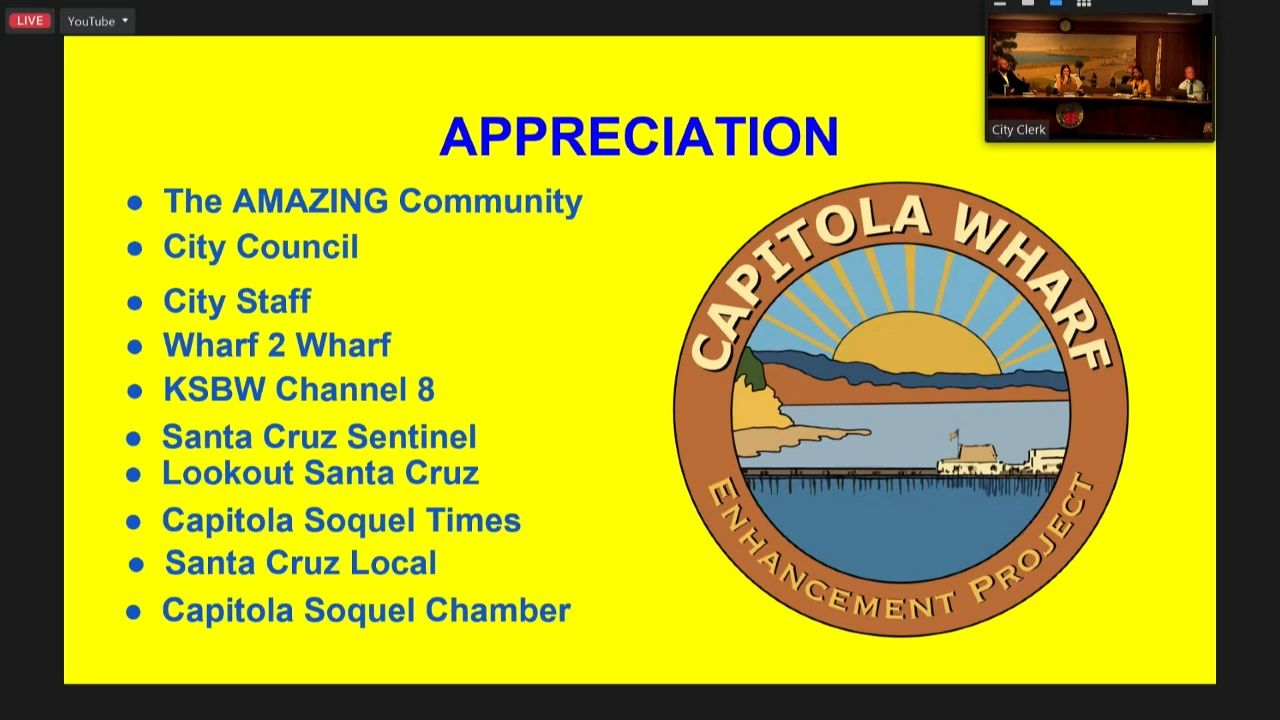 LIVE
YouTube
City Clerk
APPRECIATION
The AMAZING Community
City Council
City Staff
Wharf 2 Wharf
KSBW Channel 8
Santa Cruz Sentinel
Lookout Santa Cruz
Capitola Soquel Times
Santa Cruz Local
Capitola Soquel Chamber
CAPITOLA WHARF
ENHANCEMENT PROJECT